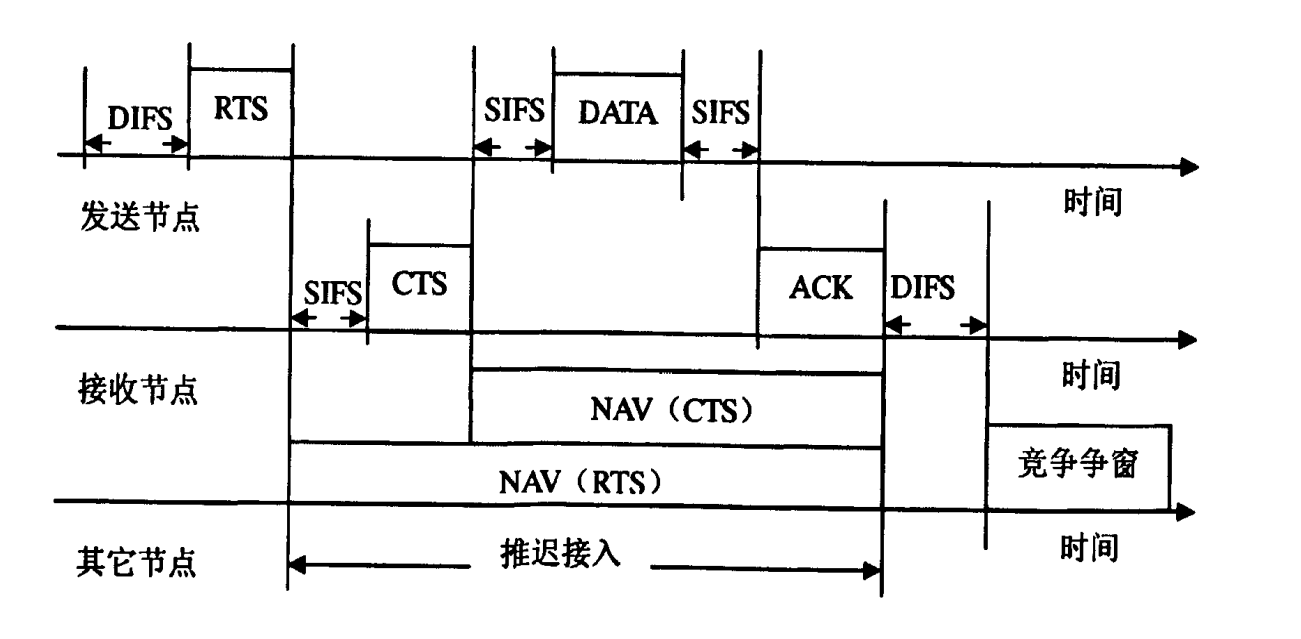 DIFS RTS SIFS DATA SIFS
发送节点 时间
SIFS CTS ACK DIFS
接收节点 时间
NAV（CTS）
竞争争窗
NAV（RTS）
其它节点 推迟接入 时间